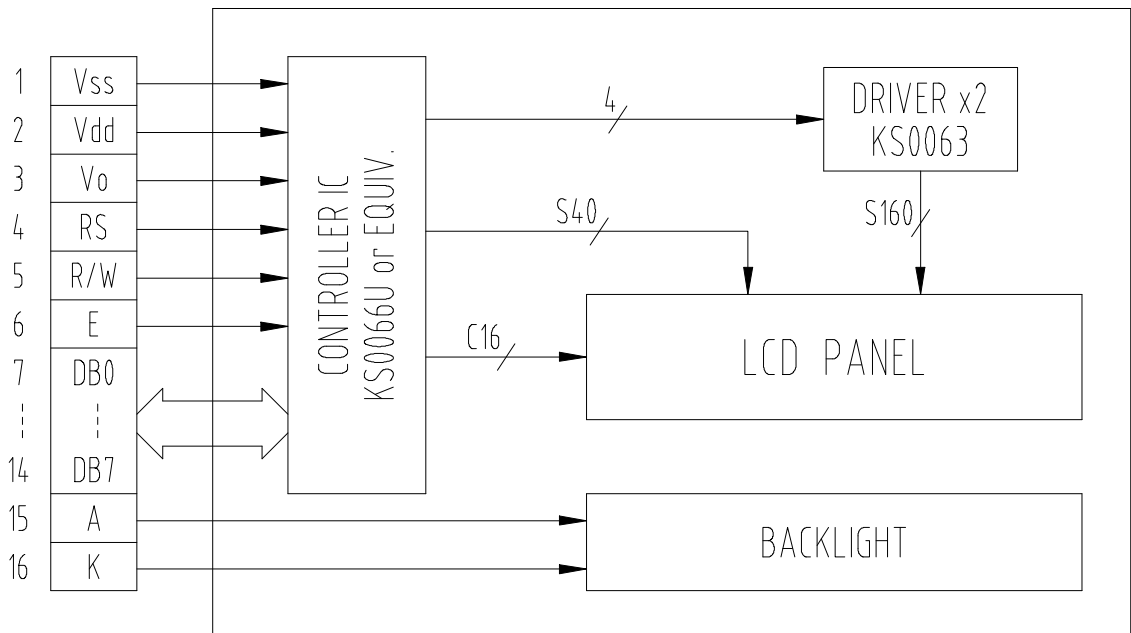 1 Vss
2 Vdd
3 Vo
4 RS
5 R/W
6 E
7 DB0
14 DB7
15 A
16 K
CONTROLLER IC
KS0066U or EQUIV.
4
DRIVER x2
KS0063
S40
S160
C16
LCD PANEL
BACKLIGHT